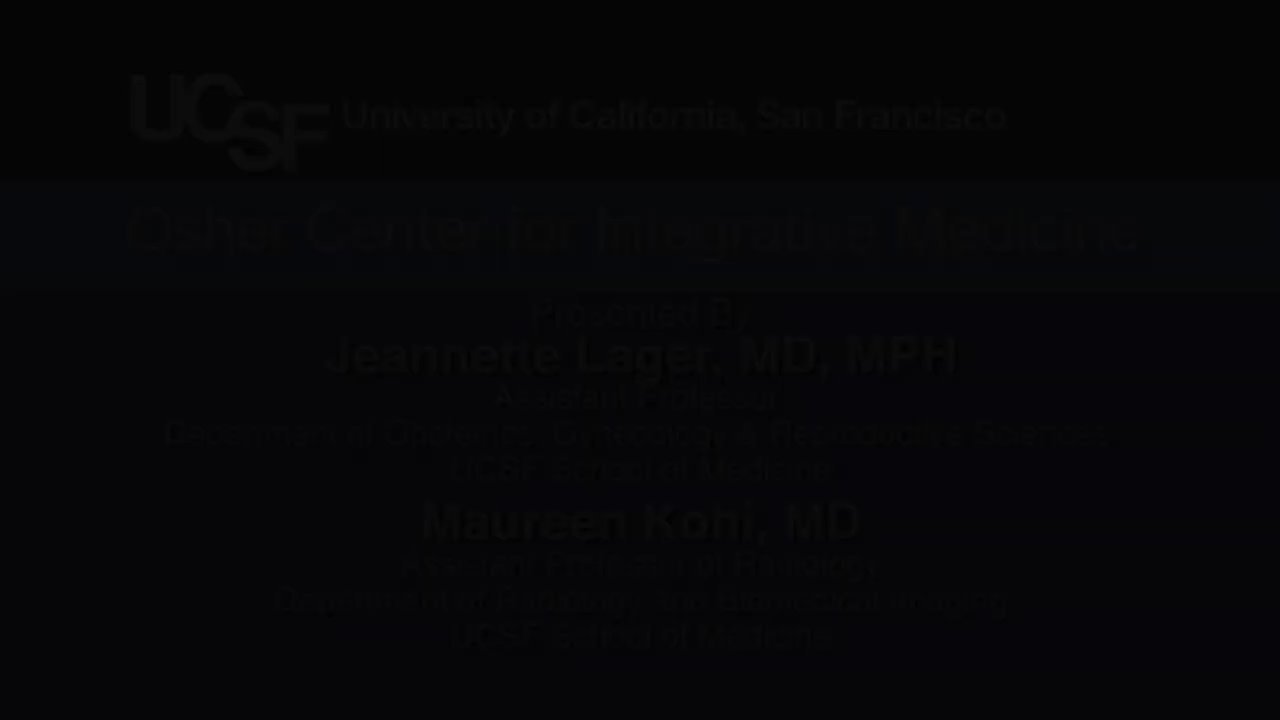 UCSF University of California, San Francisco
Osher Center for Integrative Medicine
Presented By
Jeannette Lager, MD, MPH
Assistant Professor
Department of Obstetrics, Gynecology & Reproductive Sciences
UCSF School of Medicine
Maureen Kohi, MD
Assistant Professor of Radiology
Department of Radiology and Biomedical Imaging
UCSF School of Medicine